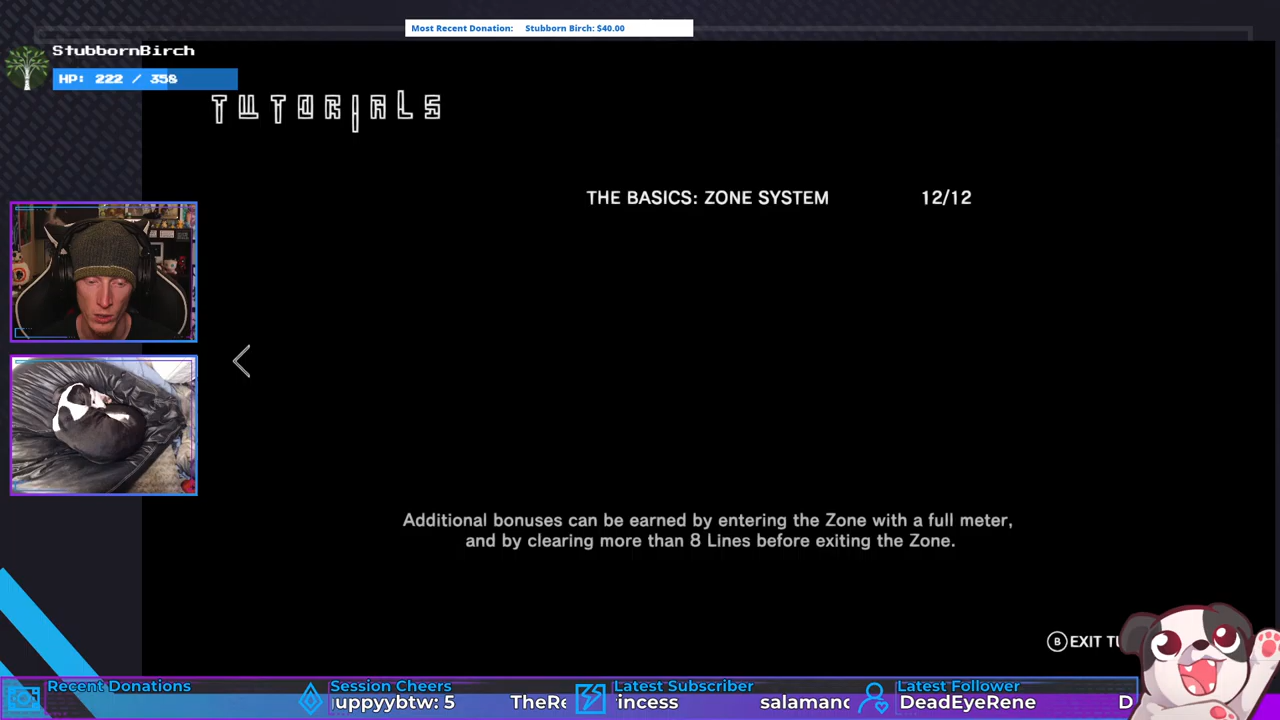 Most Recent Donation: Stubborn Birch: $40.00
StubbornBirch
HP: 222 / 358
TUTORIALS
THE BASICS: ZONE SYSTEM 12/12
Additional bonuses can be earned by entering the Zone with a full meter,
and by clearing more than 8 Lines before exiting the Zone.
B EXIT TU
Recent Donations
Session Cheers
uppyybtw: 5 TheRe
Latest Subscriber
incess salamanc
Latest Follower
DeadEyeRene D